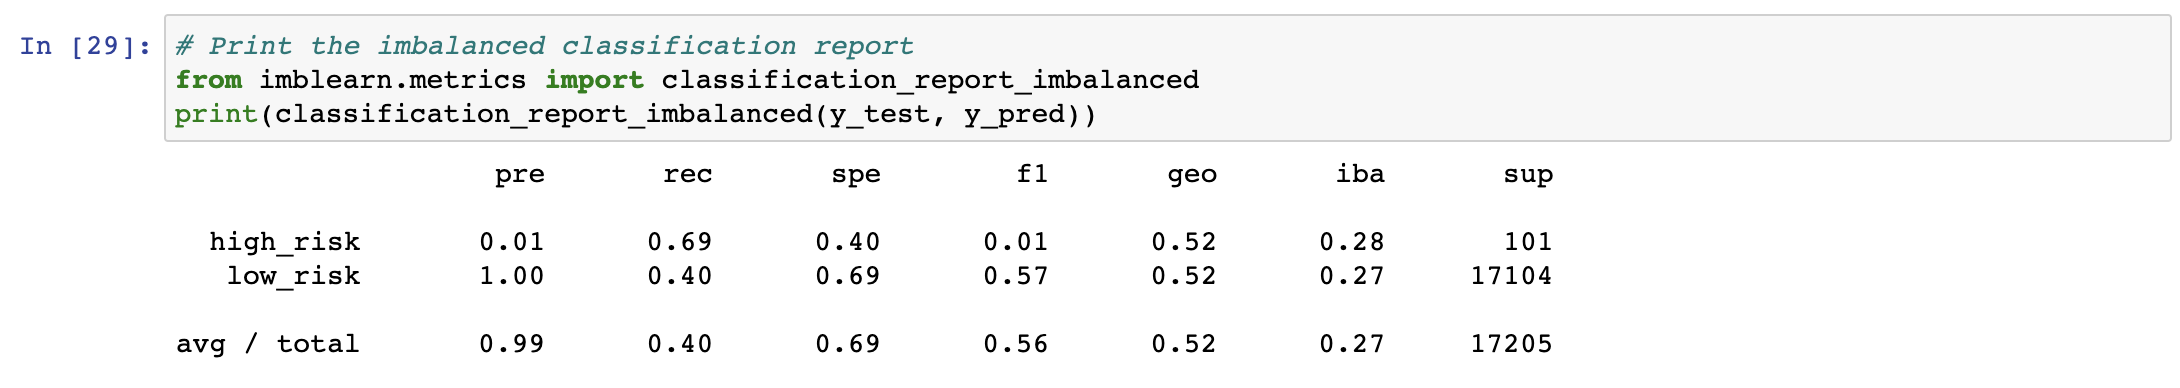 In [29]: # Print the imbalanced classification report
from imblearn.metrics import classification_report_imbalanced
print(classification_report_imbalanced(y_test, y_pred))
pre rec spe f1 geo iba sup
high_risk 0.01 0.69 0.40 0.01 0.52 0.28 101
low_risk 1.00 0.40 0.69 0.57 0.52 0.27 17104
avg / total 0.99 0.40 0.69 0.56 0.52 0.27 17205